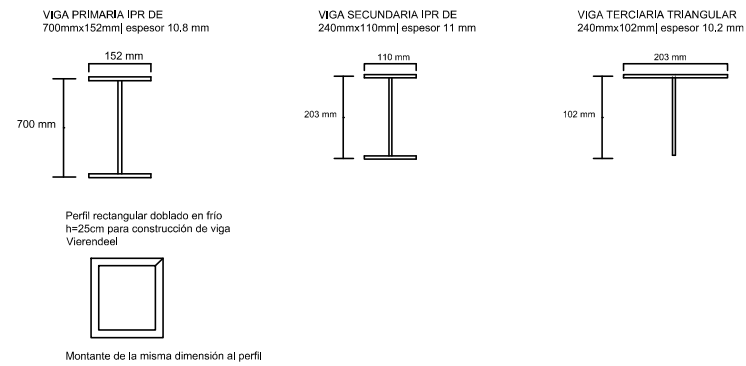 VIGA PRIMARIA IPR DE
700mmx152mm| espesor 10.8 mm
152 mm
700 mm
VIGA SECUNDARIA IPR DE
240mmx110mm| espesor 11 mm
110 mm
203 mm
VIGA TERCIARIA TRIANGULAR
240mmx102mm| espesor 10.2 mm
203 mm
102 mm
Perfil rectangular doblado en frío
h=25cm para construcción de viga
Vierendeel
Montante de la misma dimensión al perfil